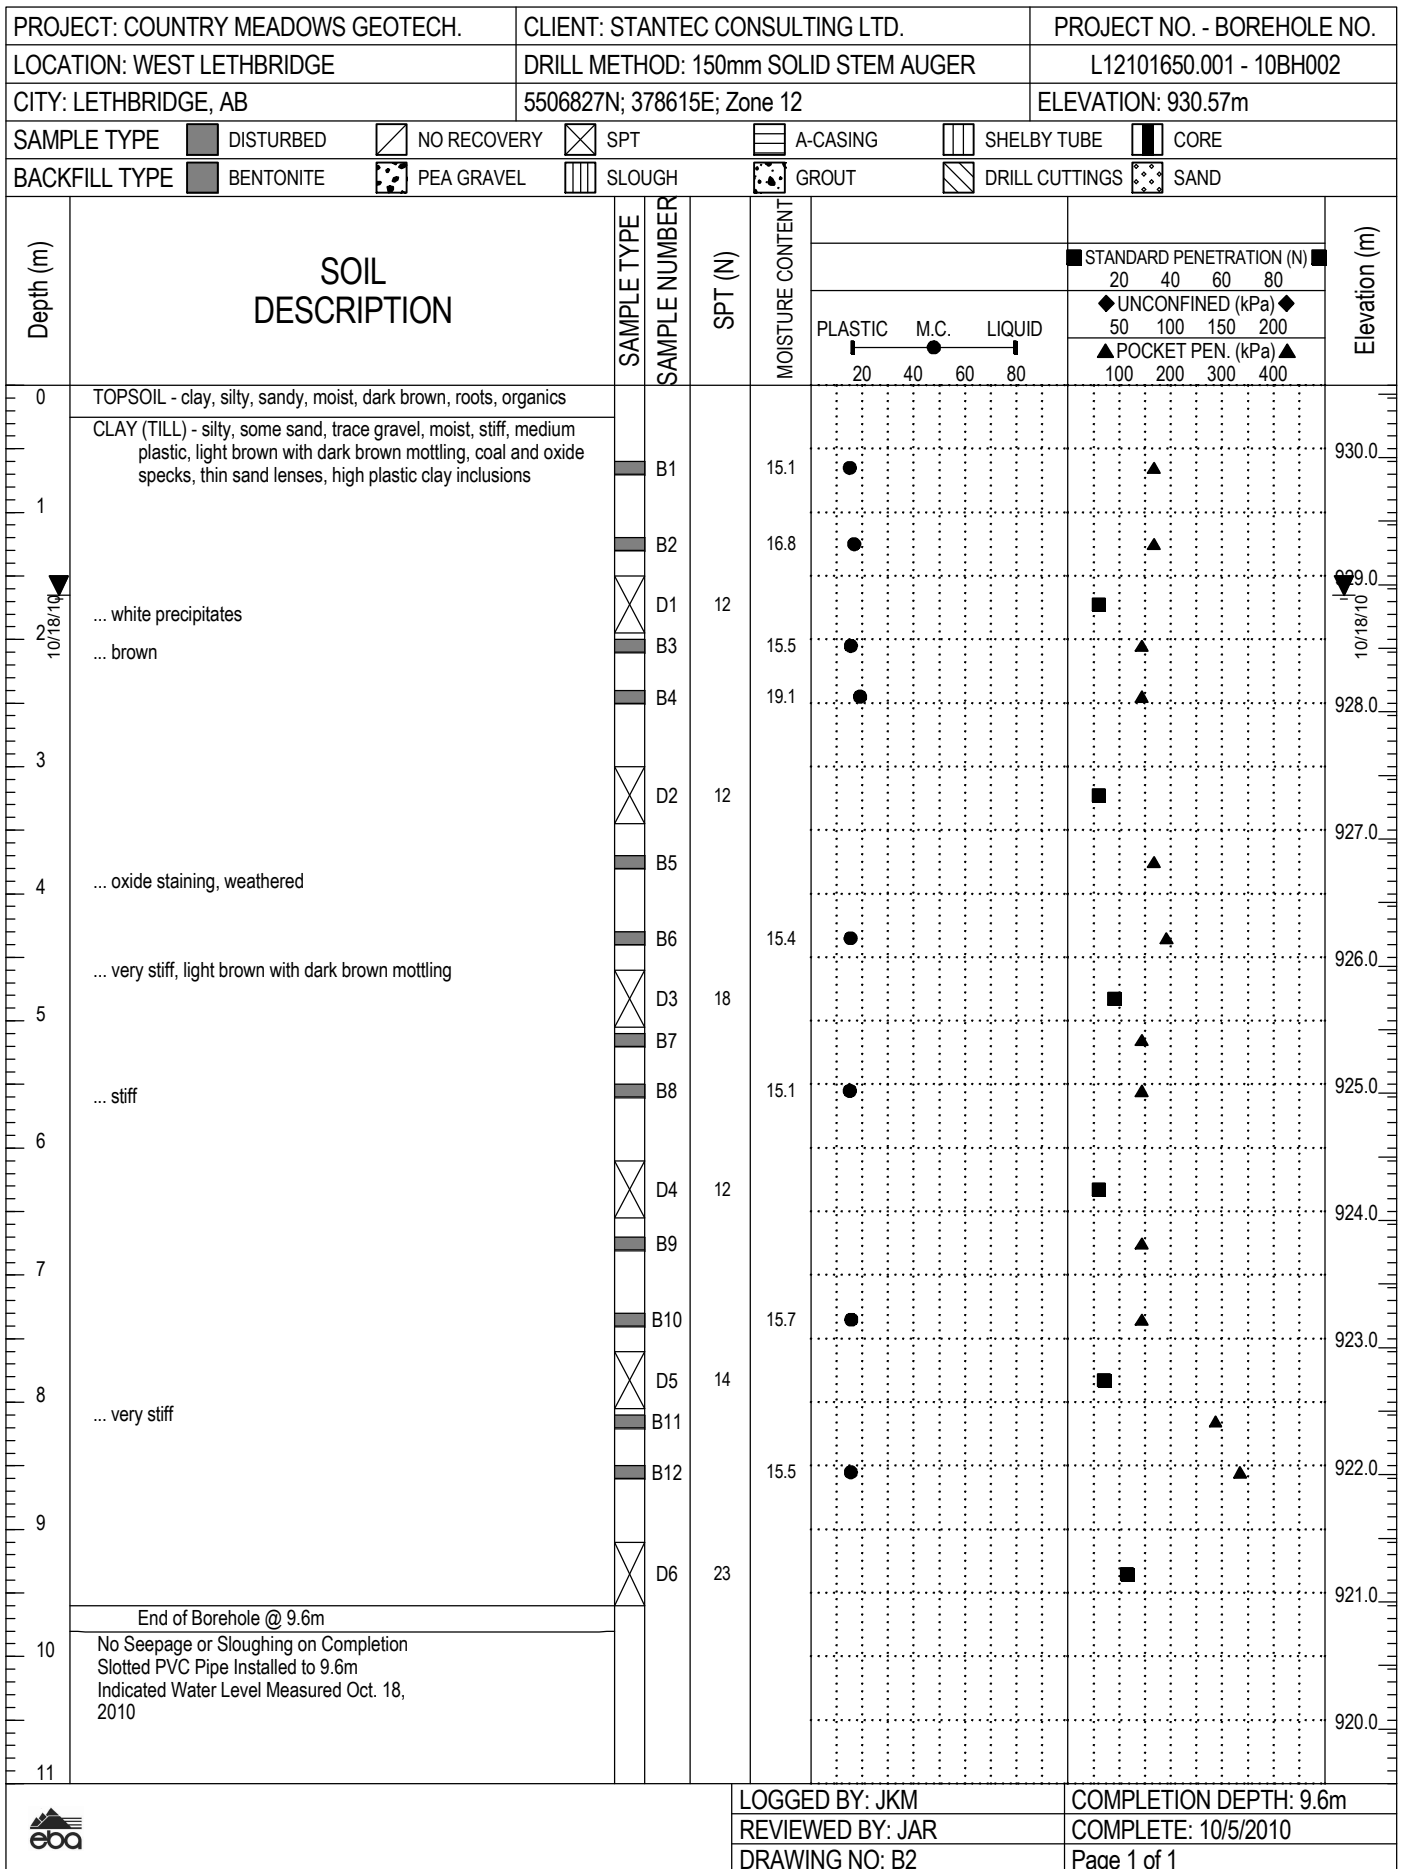 PROJECT: COUNTRY MEADOWS GEOTECH. CLIENT: STANTEC CONSULTING LTD. PROJECT NO. - BOREHOLE NO.
LOCATION: WEST LETHBRIDGE DRILL METHOD: 150mm SOLID STEM AUGER L12101650.001 - 10BH002
CITY: LETHBRIDGE, AB 5506827N; 378615E; Zone 12 ELEVATION: 930.57m
SAMPLE TYPE DISTURBED NO RECOVERY SPT A-CASING SHELBY TUBE CORE
BACKFILL TYPE BENTONITE PEA GRAVEL SLOUGH GROUT DRILL CUTTINGS SAND
Depth (m)
SOIL
DESCRIPTION
SAMPLE TYPE
SAMPLE NUMBER
SPT (N)
MOISTURE CONTENT
PLASTIC M.C. LIQUID
20 40 60 80
STANDARD PENETRATION (N)
20 40 60 80
UNCONFINED (kPa)
50 100 150 200
POCKET PEN. (kPa)
100 200 300 400
Elevation (m)
0 TOPSOIL - clay, silty, sandy, moist, dark brown, roots, organics
CLAY (TILL) - silty, some sand, trace gravel, moist, stiff, medium
plastic, light brown with dark brown mottling, coal and oxide 930.0
specks, thin sand lenses, high plastic clay inclusions B1 15.1
1
B2 16.8
929.0
10/18/10 10/18/10
... white precipitates D1 12
2
... brown B3 15.5
B4 19.1
928.0
3
D2 12
927.0
B5
4 ... oxide staining, weathered
B6 15.4
926.0
... very stiff, light brown with dark brown mottling
D3 18
5
B7
... stiff B8 15.1 925.0
6
D4 12
924.0
B9
7
B10 15.7
923.0
D5 14
8
... very stiff B11
B12 15.5 922.0
9
D6 23
921.0
End of Borehole @ 9.6m
10 No Seepage or Sloughing on Completion
Slotted PVC Pipe Installed to 9.6m
Indicated Water Level Measured Oct. 18,
2010
920.0
11
eba
LOGGED BY: JKM COMPLETION DEPTH: 9.6m
REVIEWED BY: JAR COMPLETE: 10/5/2010
DRAWING NO: B2 Page 1 of 1